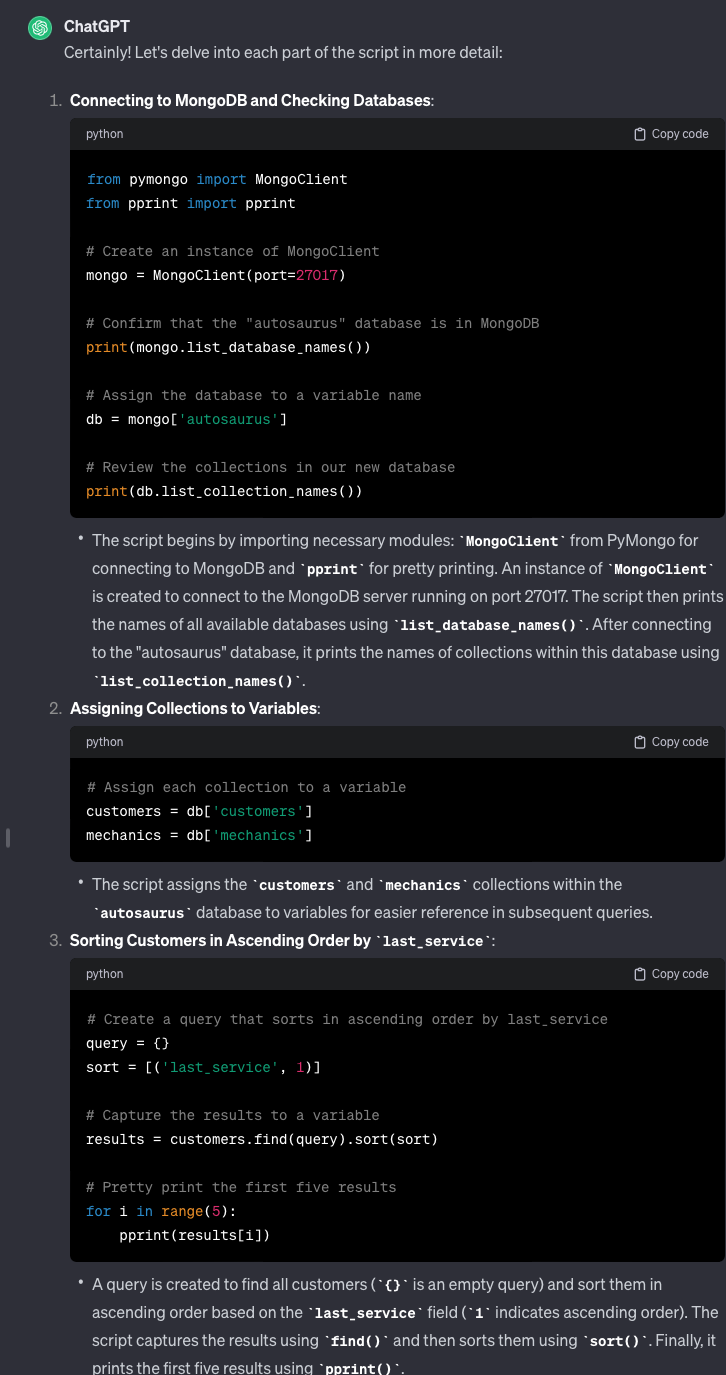 ChatGPT
Certainly! Let's delve into each part of the script in more detail:
1. Connecting to MongoDB and Checking Databases:
python Copy code
from pymongo import MongoClient
from pprint import pprint
# Create an instance of MongoClient
mongo = MongoClient(port=27017)
# Confirm that the "autosaurus" database is in MongoDB
print(mongo.list_database_names())
# Assign the database to a variable name
db = mongo['autosaurus']
# Review the collections in our new database
print(db.list_collection_names())
• The script begins by importing necessary modules: `MongoClient` from PyMongo for
connecting to MongoDB and `pprint` for pretty printing. An instance of `MongoClient`
is created to connect to the MongoDB server running on port 27017. The script then prints
the names of all available databases using `list_database_names()`. After connecting
to the "autosaurus" database, it prints the names of collections within this database using
`list_collection_names()`.
2. Assigning Collections to Variables:
python Copy code
# Assign each collection to a variable
customers = db['customers']
mechanics = db['mechanics']
• The script assigns the `customers` and `mechanics` collections within the
`autosaurus` database to variables for easier reference in subsequent queries.
3. Sorting Customers in Ascending Order by `last_service`:
python Copy code
# Create a query that sorts in ascending order by last_service
query = {}
sort = [('last_service', 1)]
# Capture the results to a variable
results = customers.find(query).sort(sort)
# Pretty print the first five results
for i in range(5):
    pprint(results[i])
• A query is created to find all customers (`{}` is an empty query) and sort them in
ascending order based on the `last_service` field (`1` indicates ascending order). The
script captures the results using `find()` and then sorts them using `sort()`. Finally, it
prints the first five results using `pprint()`.